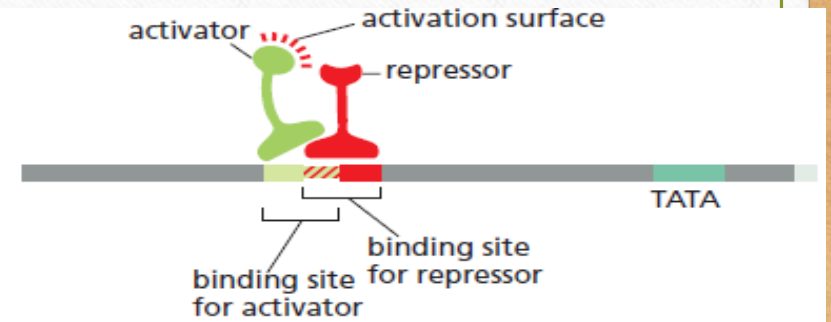 activator
activation surface
repressor
TATA
binding site
for repressor
binding site
for activator